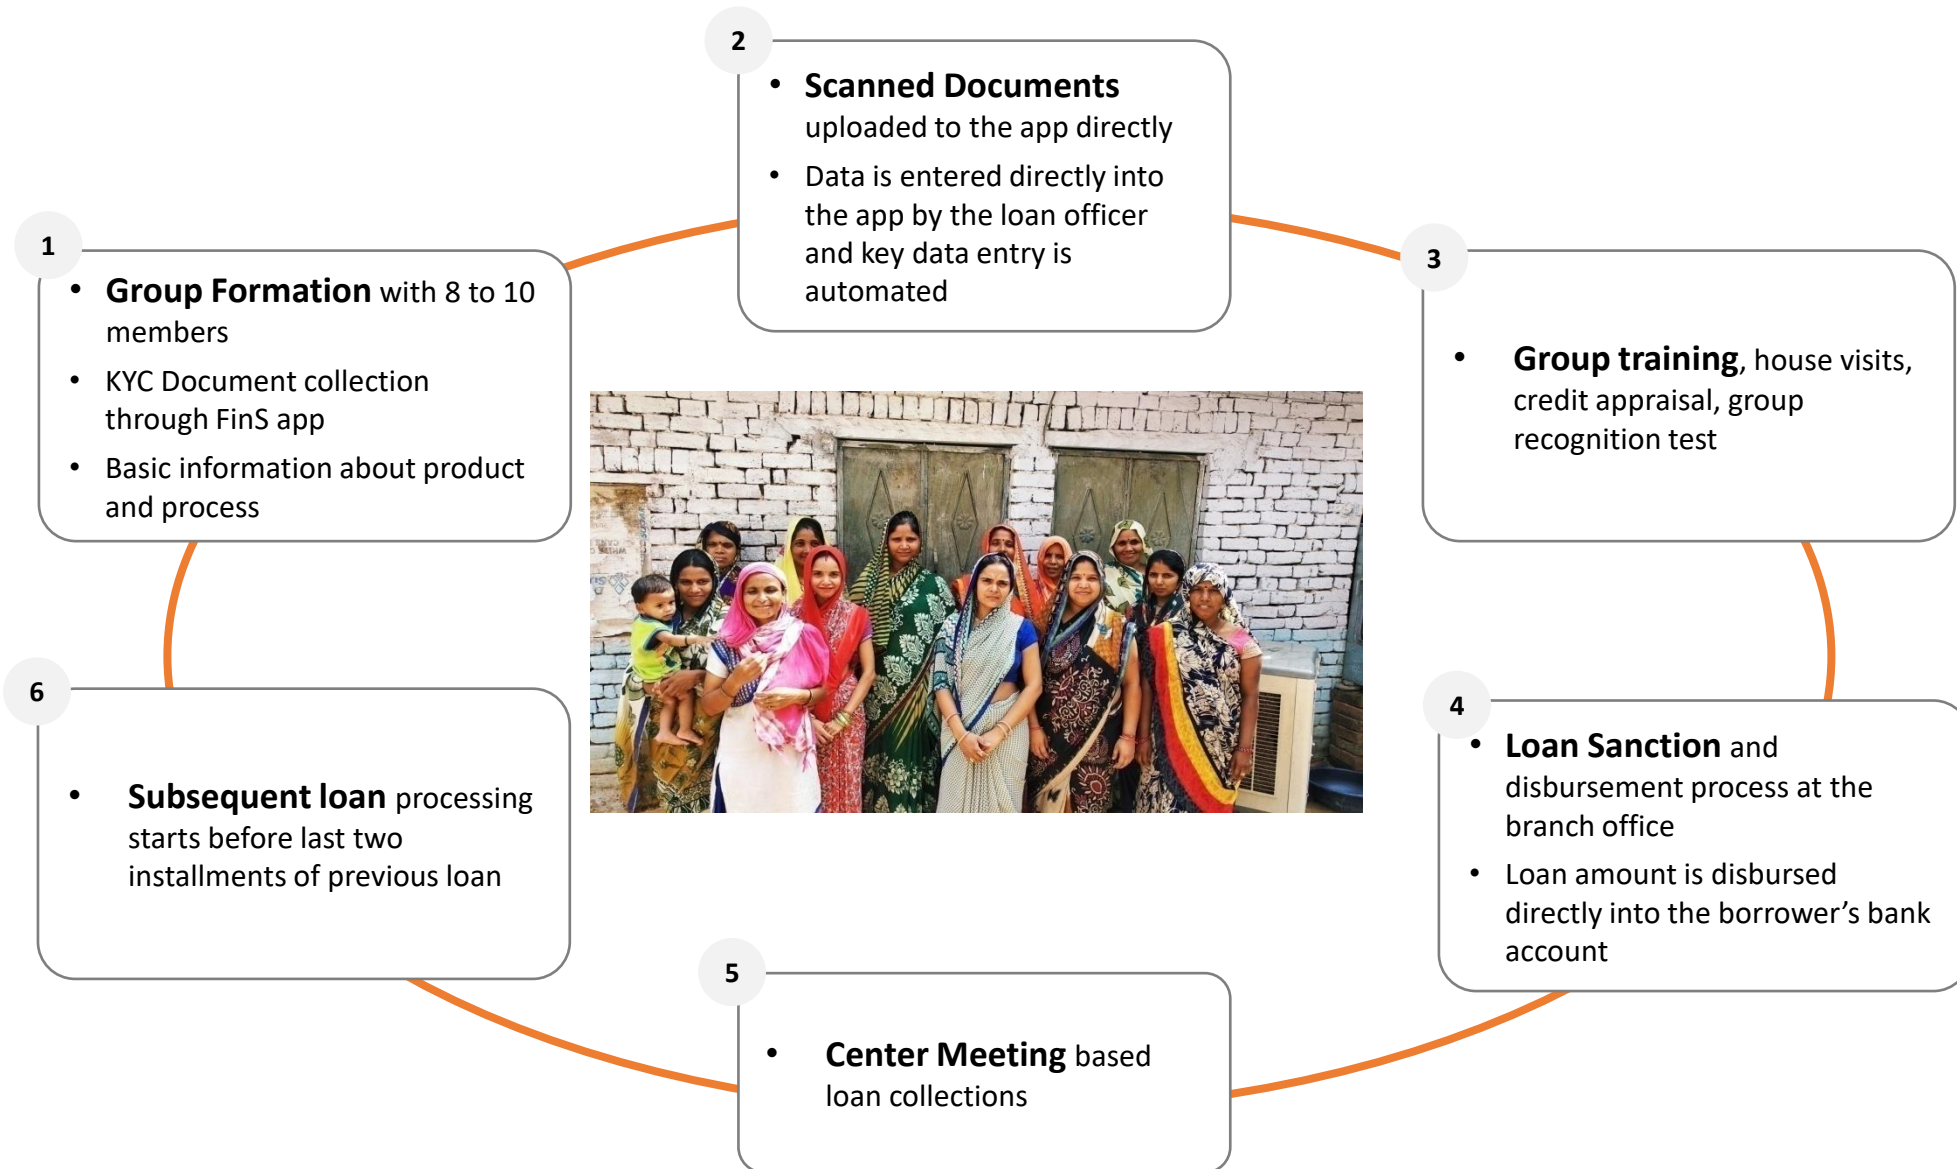 1
• Group Formation with 8 to 10
members
• KYC Document collection
through FinS app
• Basic information about product
and process
2
• Scanned Documents
uploaded to the app directly
• Data is entered directly into
the app by the loan officer
and key data entry is
automated
3
• Group training, house visits,
credit appraisal, group
recognition test
4
• Loan Sanction and
disbursement process at the
branch office
• Loan amount is disbursed
directly into the borrower’s bank
account
5
• Center Meeting based
loan collections
6
• Subsequent loan processing
starts before last two
installments of previous loan